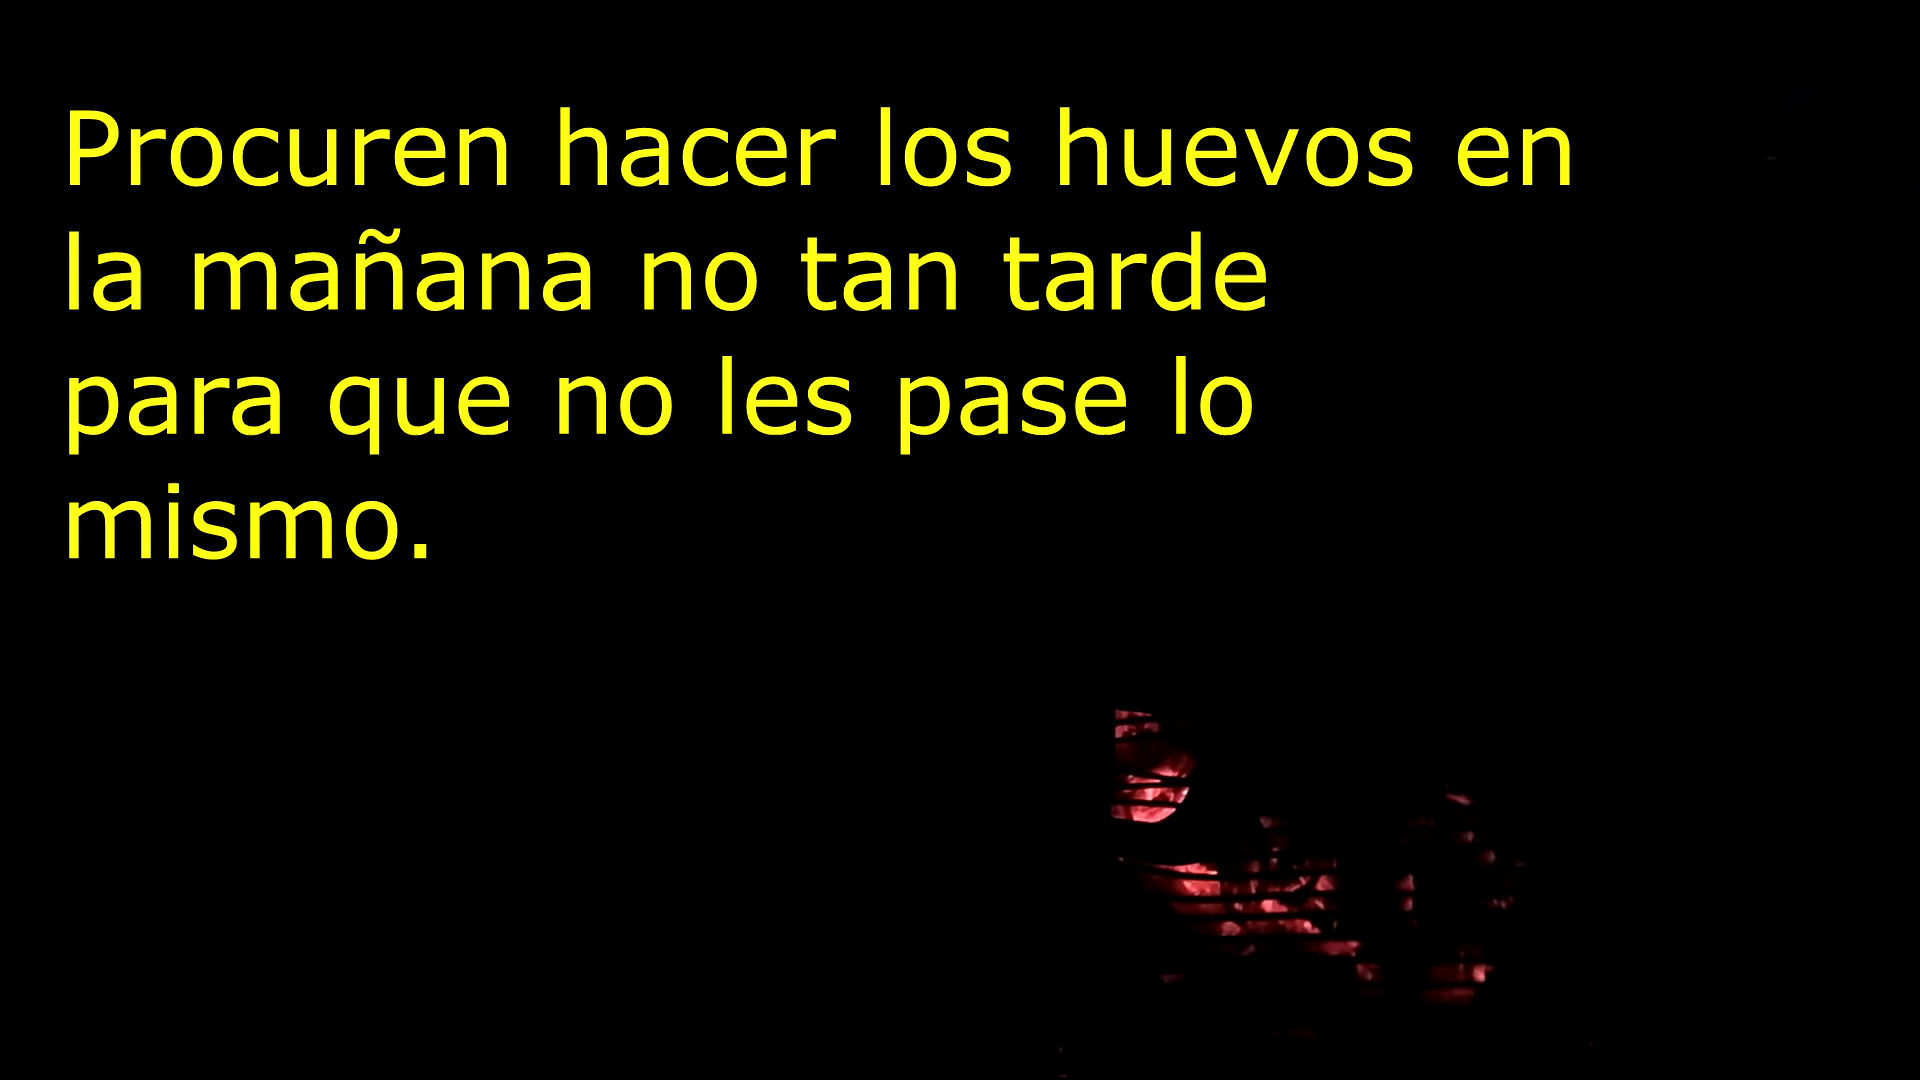 Procuren hacer los huevos en
la mañana no tan tarde
para que no les pase lo
mismo.